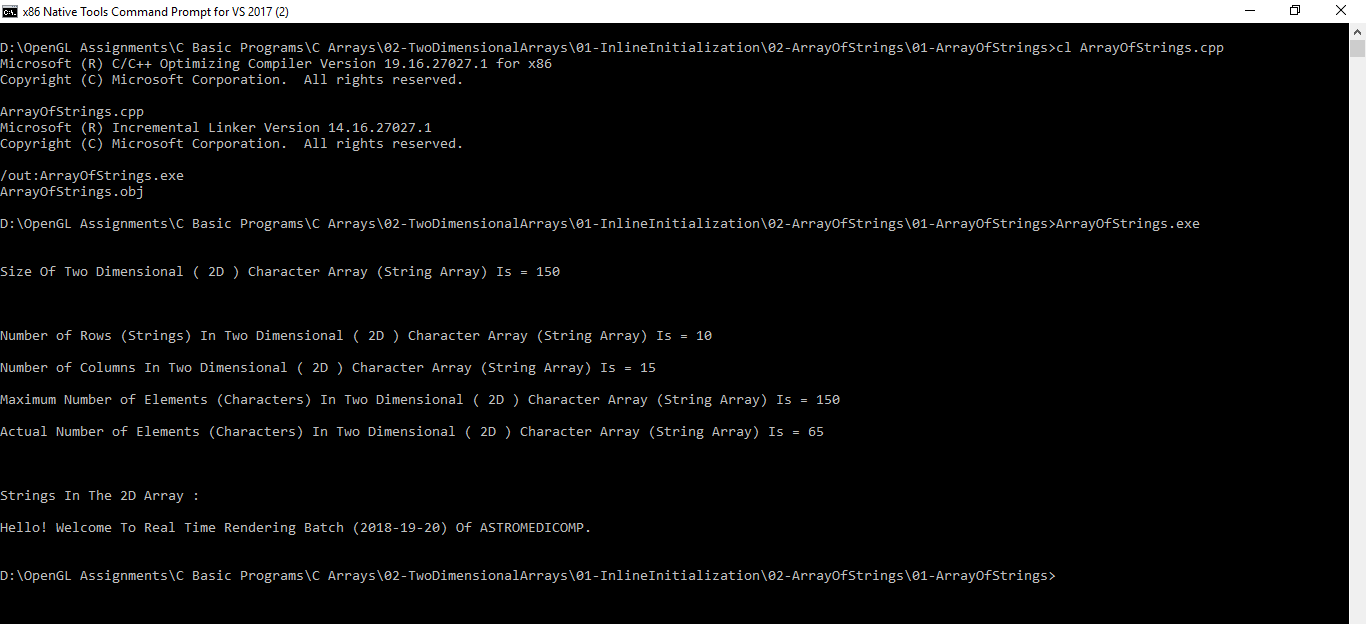 x86 Native Tools Command Prompt for VS 2017 (2)
D:\OpenGL Assignments\C Basic Programs\C Arrays\02-TwoDimensionalArrays\01-InlineInitialization\02-ArrayOfStrings\01-ArrayOfStrings>cl ArrayOfStrings.cpp
Microsoft (R) C/C++ Optimizing Compiler Version 19.16.27027.1 for x86
Copyright (C) Microsoft Corporation.  All rights reserved.
ArrayOfStrings.cpp
Microsoft (R) Incremental Linker Version 14.16.27027.1
Copyright (C) Microsoft Corporation.  All rights reserved.
/out:ArrayOfStrings.exe
ArrayOfStrings.obj
D:\OpenGL Assignments\C Basic Programs\C Arrays\02-TwoDimensionalArrays\01-InlineInitialization\02-ArrayOfStrings\01-ArrayOfStrings>ArrayOfStrings.exe
Size Of Two Dimensional ( 2D ) Character Array (String Array) Is = 150
Number of Rows (Strings) In Two Dimensional ( 2D ) Character Array (String Array) Is = 10
Number of Columns In Two Dimensional ( 2D ) Character Array (String Array) Is = 15
Maximum Number of Elements (Characters) In Two Dimensional ( 2D ) Character Array (String Array) Is = 150
Actual Number of Elements (Characters) In Two Dimensional ( 2D ) Character Array (String Array) Is = 65
Strings In The 2D Array :
Hello! Welcome To Real Time Rendering Batch (2018-19-20) Of ASTROMEDICOMP.
D:\OpenGL Assignments\C Basic Programs\C Arrays\02-TwoDimensionalArrays\01-InlineInitialization\02-ArrayOfStrings\01-ArrayOfStrings>